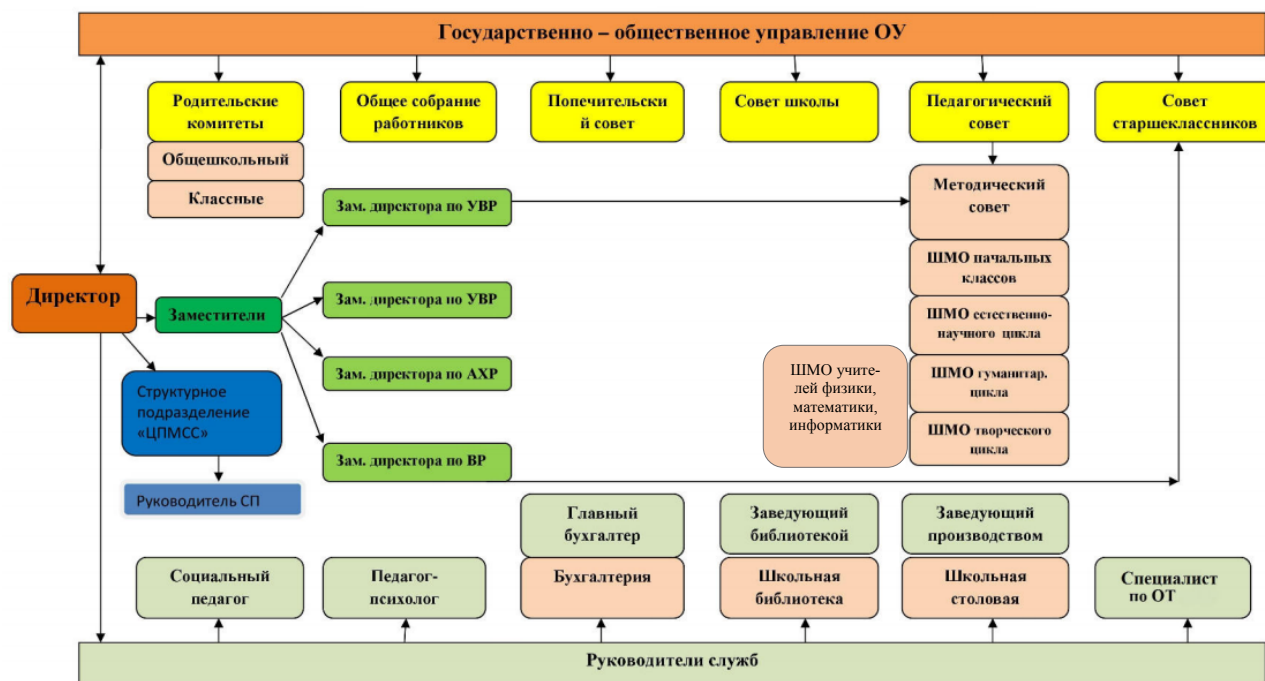 Государственно – общественное управление ОУ
Родительские
комитеты
Общее собрание
работников
Попечительски
й совет
Совет школы
Педагогический
совет
Совет
старшеклассников
Общешкольный
Классные
Методический
совет
Зам. директора по УВР
ШМО начальных
классов
Директор
Заместители
Зам. директора по УВР
ШМО естественно-
научного цикла
Зам. директора по АХР
ШМО учите-
лей физики,
математики,
информатики
ШМО гуманитар.
цикла
Структурное
подразделение
«ЦПМСС»
ШМО творческого
цикла
Зам. директора по ВР
Руководитель СП
Главный
бухгалтер
Заведующий
библиотекой
Заведующий
производством
Социальный
педагог
Педагог-
психолог
Бухгалтерия
Школьная
библиотека
Школьная
столовая
Специалист
по ОТ
Руководители служб